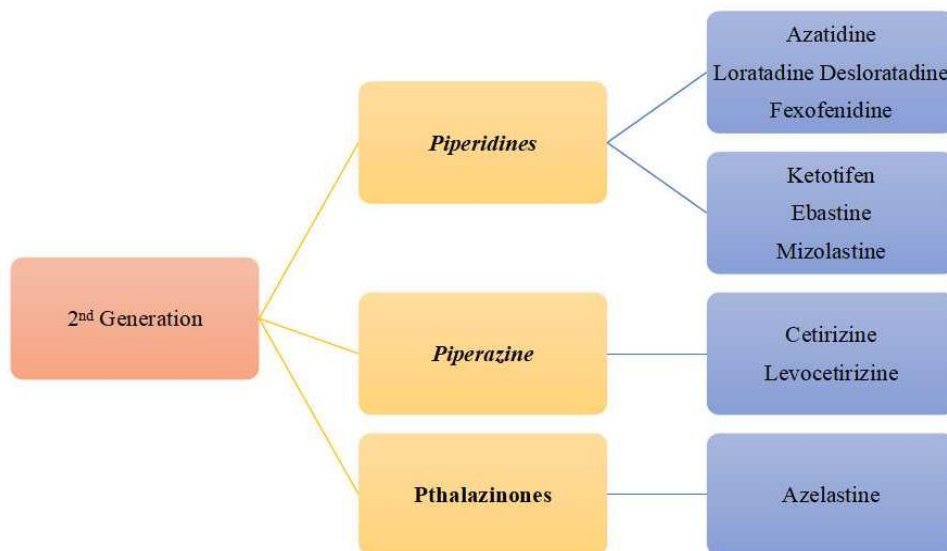 2nd Generation
Piperidines
Azatidine
Loratadine Desloratadine
Fexofenidine
Ketotifen
Ebastine
Mizolastine
Piperazine
Cetirizine
Levocetirizine
Pthalazinones
Azelastine